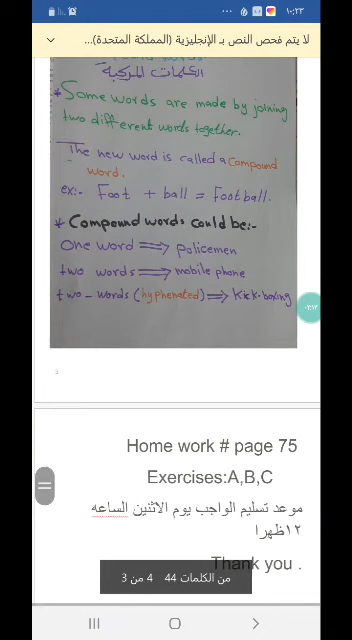 ١٠:٢٣
لا يتم فحص النص بـ الإنجليزية (المملكة المتحدة)...
الكلمات المركبة
* Some words are made by joining
two different words together.
The new word is called a Compound
word.
ex:- Foot + ball = Football.
* Compound words could be:-
One word ⟹ policemen
two words ⟹ mobile phone
two-words (hyphenated) ⟹ Kick-boxing
Home work # page 75
Exercises:A,B,C
موعد تسليم الواجب يوم الاثنين الساعه
١٢ظهرا
Thank you .
4 من 3   44 من الكلمات